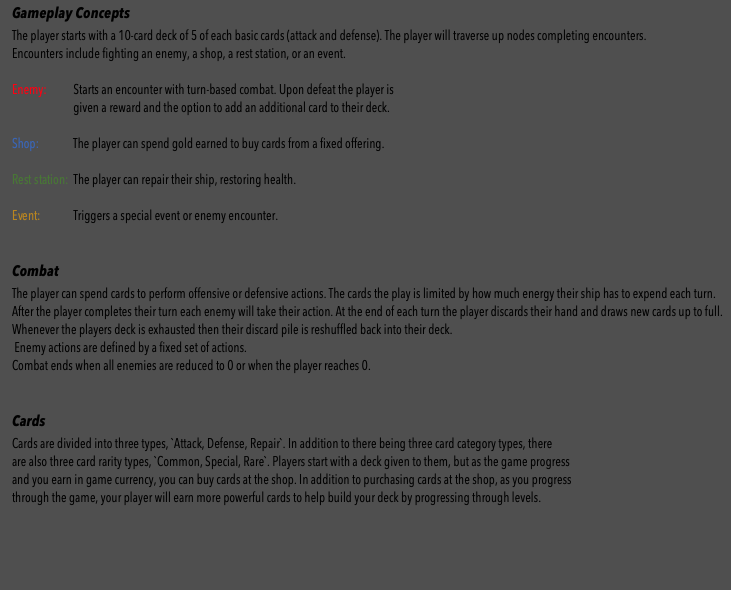 Gameplay Concepts
The player starts with a 10-card deck of 5 of each basic cards (attack and defense). The player will traverse up nodes completing encounters.
Encounters include fighting an enemy, a shop, a rest station, or an event.
Enemy: Starts an encounter with turn-based combat. Upon defeat the player is
given a reward and the option to add an additional card to their deck.
Shop: The player can spend gold earned to buy cards from a fixed offering.
Rest station: The player can repair their ship, restoring health.
Event: Triggers a special event or enemy encounter.
Combat
The player can spend cards to perform offensive or defensive actions. The cards the play is limited by how much energy their ship has to expend each turn.
After the player completes their turn each enemy will take their action. At the end of each turn the player discards their hand and draws new cards up to full.
Whenever the players deck is exhausted then their discard pile is reshuffled back into their deck.
Enemy actions are defined by a fixed set of actions.
Combat ends when all enemies are reduced to 0 or when the player reaches 0.
Cards
Cards are divided into three types, `Attack, Defense, Repair`. In addition to there being three card category types, there
are also three card rarity types, `Common, Special, Rare`. Players start with a deck given to them, but as the game progress
and you earn in game currency, you can buy cards at the shop. In addition to purchasing cards at the shop, as you progress
through the game, your player will earn more powerful cards to help build your deck by progressing through levels.